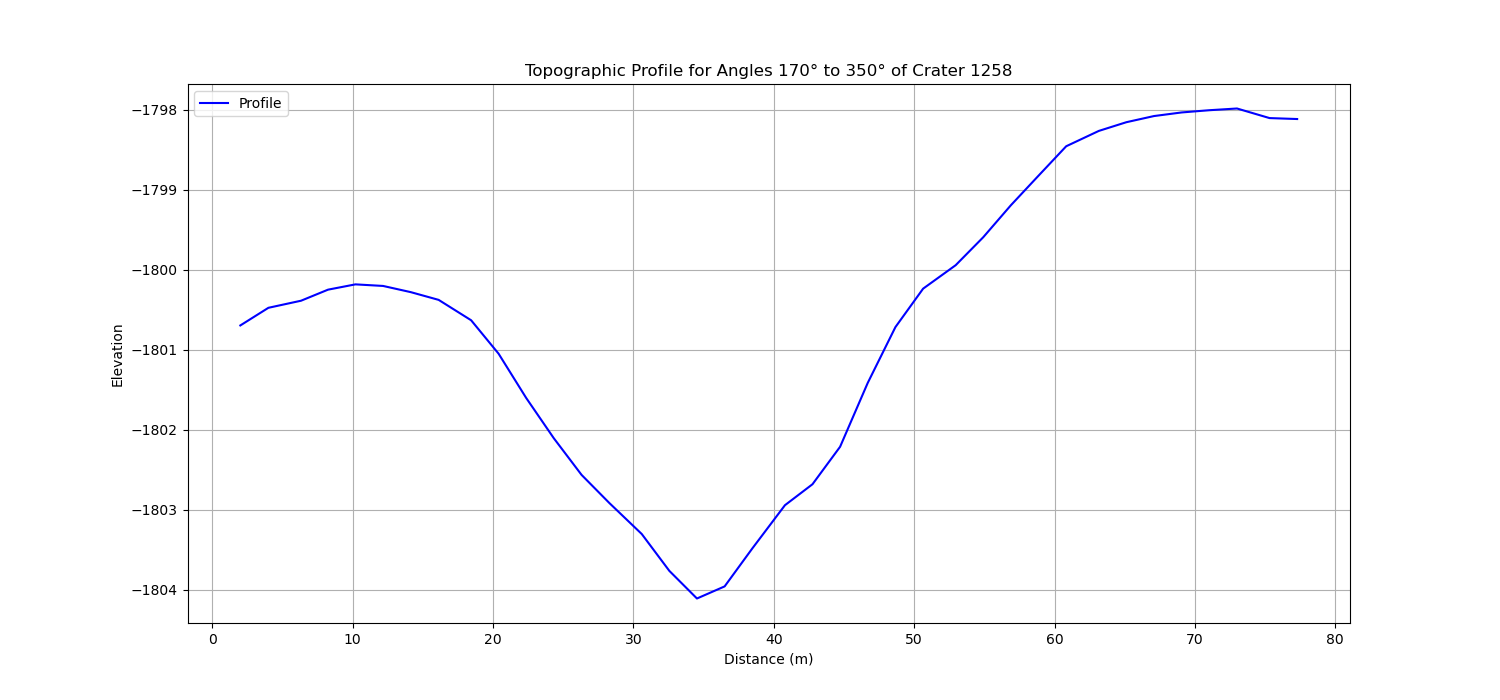 Topographic Profile for Angles 170° to 350° of Crater 1258
Profile
−1798
−1799
−1800
−1801
−1802
−1803
−1804
Elevation
0 10 20 30 40 50 60 70 80
Distance (m)